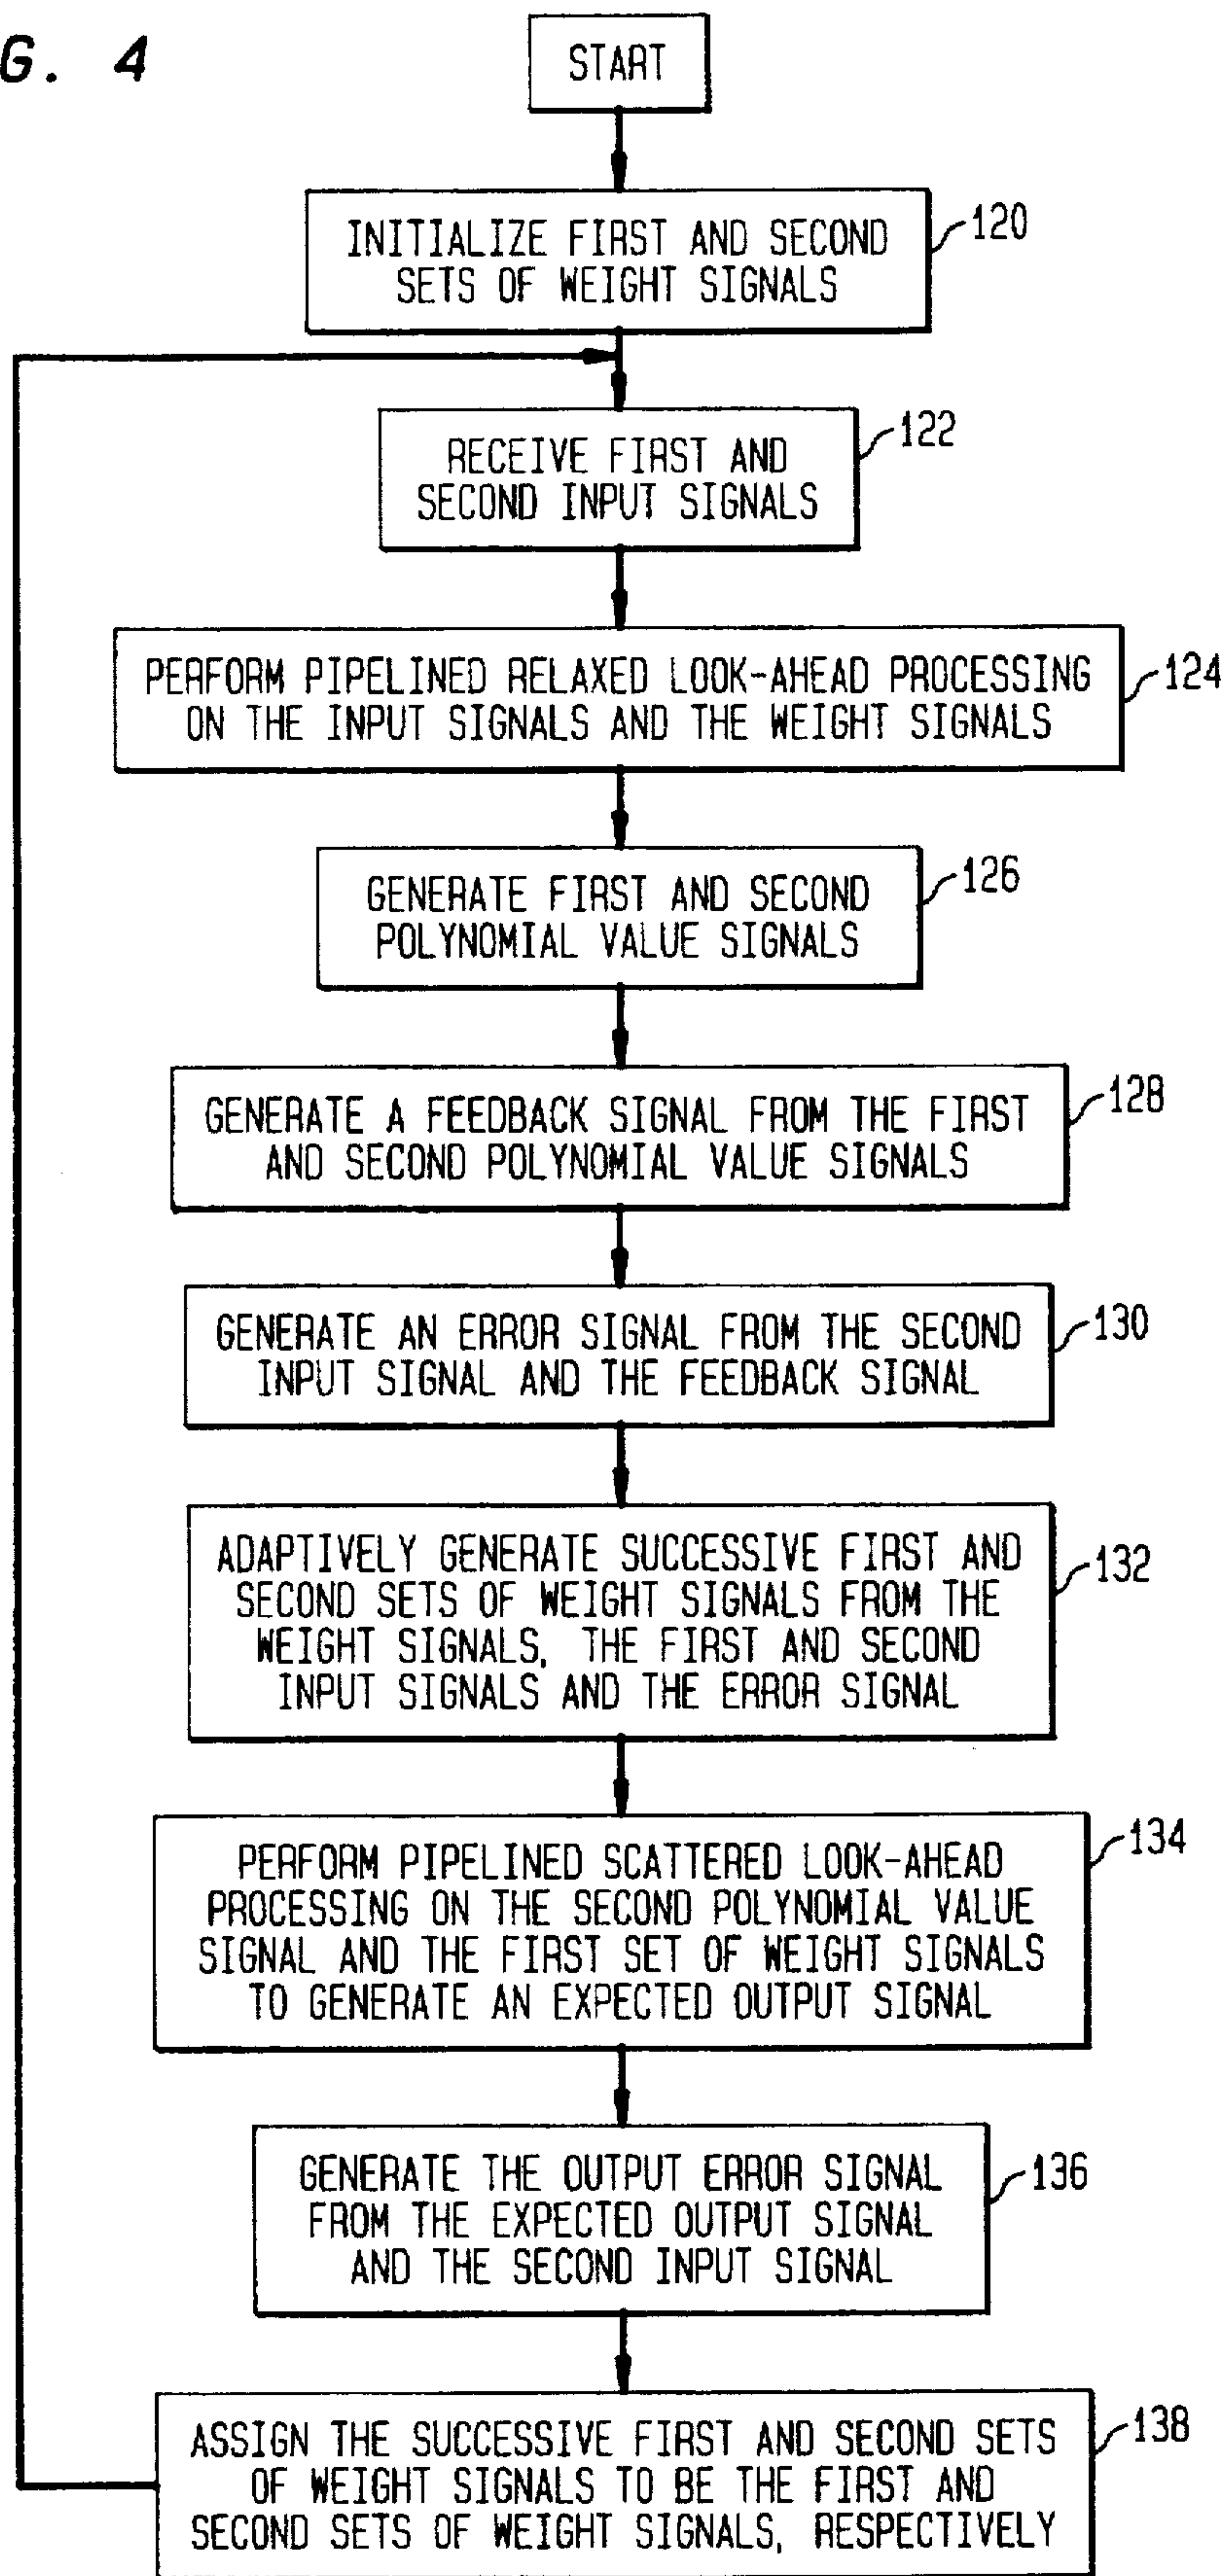 G. 4
START
INITIALIZE FIRST AND SECOND
SETS OF WEIGHT SIGNALS
120
RECEIVE FIRST AND
SECOND INPUT SIGNALS
122
PERFORM PIPELINED RELAXED LOOK-AHEAD PROCESSING
ON THE INPUT SIGNALS AND THE WEIGHT SIGNALS
124
GENERATE FIRST AND SECOND
POLYNOMIAL VALUE SIGNALS
126
GENERATE A FEEDBACK SIGNAL FROM THE FIRST
AND SECOND POLYNOMIAL VALUE SIGNALS
128
GENERATE AN ERROR SIGNAL FROM THE SECOND
INPUT SIGNAL AND THE FEEDBACK SIGNAL
130
ADAPTIVELY GENERATE SUCCESSIVE FIRST AND
SECOND SETS OF WEIGHT SIGNALS FROM THE
WEIGHT SIGNALS, THE FIRST AND SECOND
INPUT SIGNALS AND THE ERROR SIGNAL
132
PERFORM PIPELINED SCATTERED LOOK-AHEAD
PROCESSING ON THE SECOND POLYNOMIAL VALUE
SIGNAL AND THE FIRST SET OF WEIGHT SIGNALS
TO GENERATE AN EXPECTED OUTPUT SIGNAL
134
GENERATE THE OUTPUT ERROR SIGNAL
FROM THE EXPECTED OUTPUT SIGNAL
AND THE SECOND INPUT SIGNAL
136
ASSIGN THE SUCCESSIVE FIRST AND SECOND SETS
OF WEIGHT SIGNALS TO BE THE FIRST AND
SECOND SETS OF WEIGHT SIGNALS, RESPECTIVELY
138